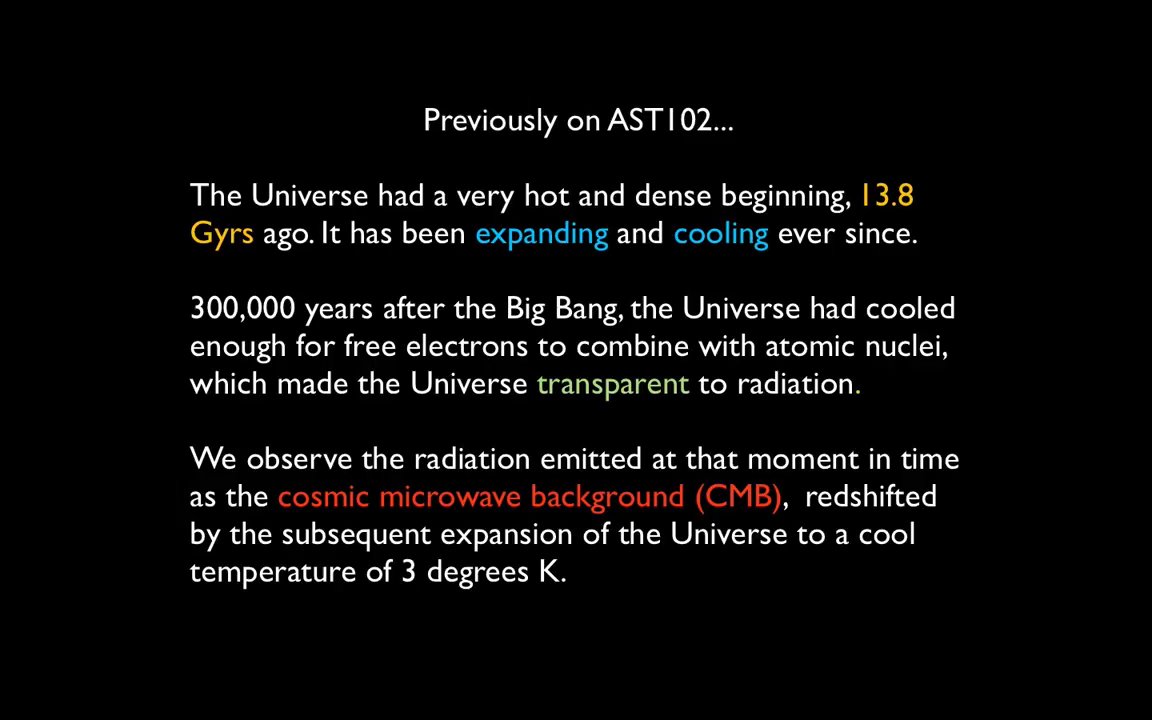 Previously on AST102...
The Universe had a very hot and dense beginning, 13.8
Gyrs ago. It has been expanding and cooling ever since.
300,000 years after the Big Bang, the Universe had cooled
enough for free electrons to combine with atomic nuclei,
which made the Universe transparent to radiation.
We observe the radiation emitted at that moment in time
as the cosmic microwave background (CMB), redshifted
by the subsequent expansion of the Universe to a cool
temperature of 3 degrees K.